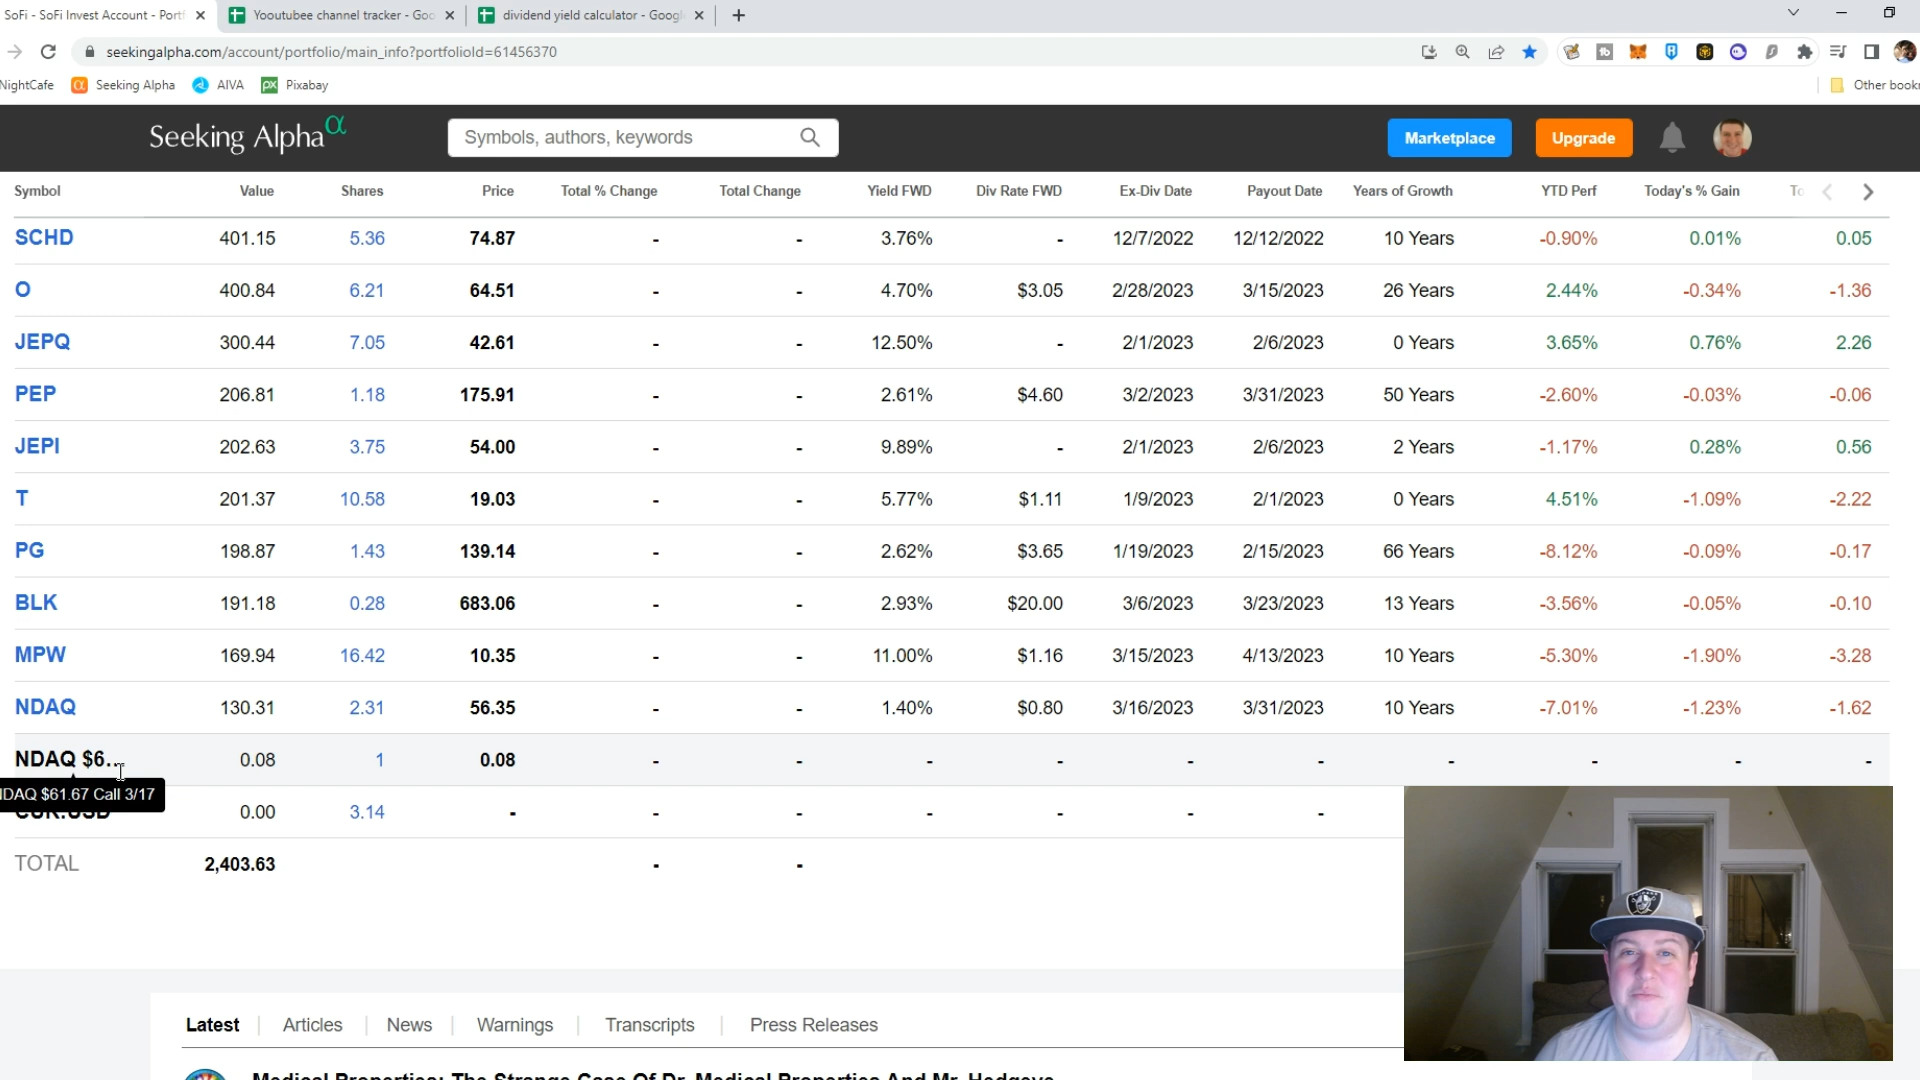 SoFi - SoFi Invest Account - Portf
Yooutubee channel tracker - Goo
dividend yield calculator - Googl
seekingalpha.com/account/portfolio/main_info?portfolioId=61456370
NightCafe Seeking Alpha AIVA Pixabay Other bookr
Seeking Alpha α Symbols, authors, keywords Marketplace Upgrade
Symbol Value Shares Price Total % Change Total Change Yield FWD Div Rate FWD Ex-Div Date Payout Date Years of Growth YTD Perf Today's % Gain To
SCHD 401.15 5.36 74.87 - - 3.76% - 12/7/2022 12/12/2022 10 Years -0.90% 0.01% 0.05
O 400.84 6.21 64.51 - - 4.70% $3.05 2/28/2023 3/15/2023 26 Years 2.44% -0.34% -1.36
JEPQ 300.44 7.05 42.61 - - 12.50% - 2/1/2023 2/6/2023 0 Years 3.65% 0.76% 2.26
PEP 206.81 1.18 175.91 - - 2.61% $4.60 3/2/2023 3/31/2023 50 Years -2.60% -0.03% -0.06
JEPI 202.63 3.75 54.00 - - 9.89% - 2/1/2023 2/6/2023 2 Years -1.17% 0.28% 0.56
T 201.37 10.58 19.03 - - 5.77% $1.11 1/9/2023 2/1/2023 0 Years 4.51% -1.09% -2.22
PG 198.87 1.43 139.14 - - 2.62% $3.65 1/19/2023 2/15/2023 66 Years -8.12% -0.09% -0.17
BLK 191.18 0.28 683.06 - - 2.93% $20.00 3/6/2023 3/23/2023 13 Years -3.56% -0.05% -0.10
MPW 169.94 16.42 10.35 - - 11.00% $1.16 3/15/2023 4/13/2023 10 Years -5.30% -1.90% -3.28
NDAQ 130.31 2.31 56.35 - - 1.40% $0.80 3/16/2023 3/31/2023 10 Years -7.01% -1.23% -1.62
NDAQ $6... 0.08 1 0.08 - - - - - - - - - -
NDAQ $61.67 Call 3/17
CUR:USD 0.00 3.14 - - - - - - -
TOTAL 2,403.63 - -
Latest Articles News Warnings Transcripts Press Releases
Medical Properties: The Strange Case Of Dr. Medical Properties And Mr. Hedgeye